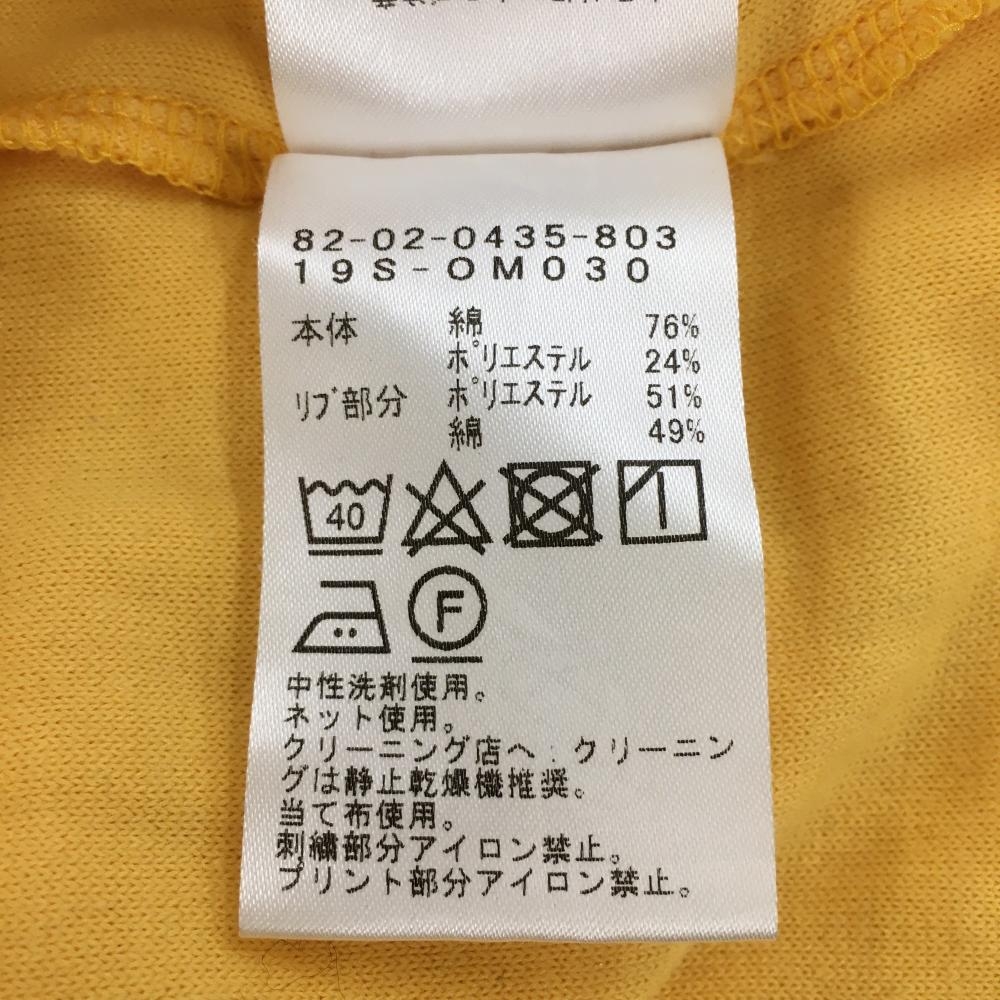 82-02-0435-803
19S-OM030
本体 綿 76%
ポリエステル 24%
リブ部分 ポリエステル 51%
綿 49%
40
F
中性洗剤使用。
ネット使用。
クリーニング店へ:クリーニン
グは静止乾燥機推奨。
当て布使用。
刺繍部分アイロン禁止。
プリント部分アイロン禁止。